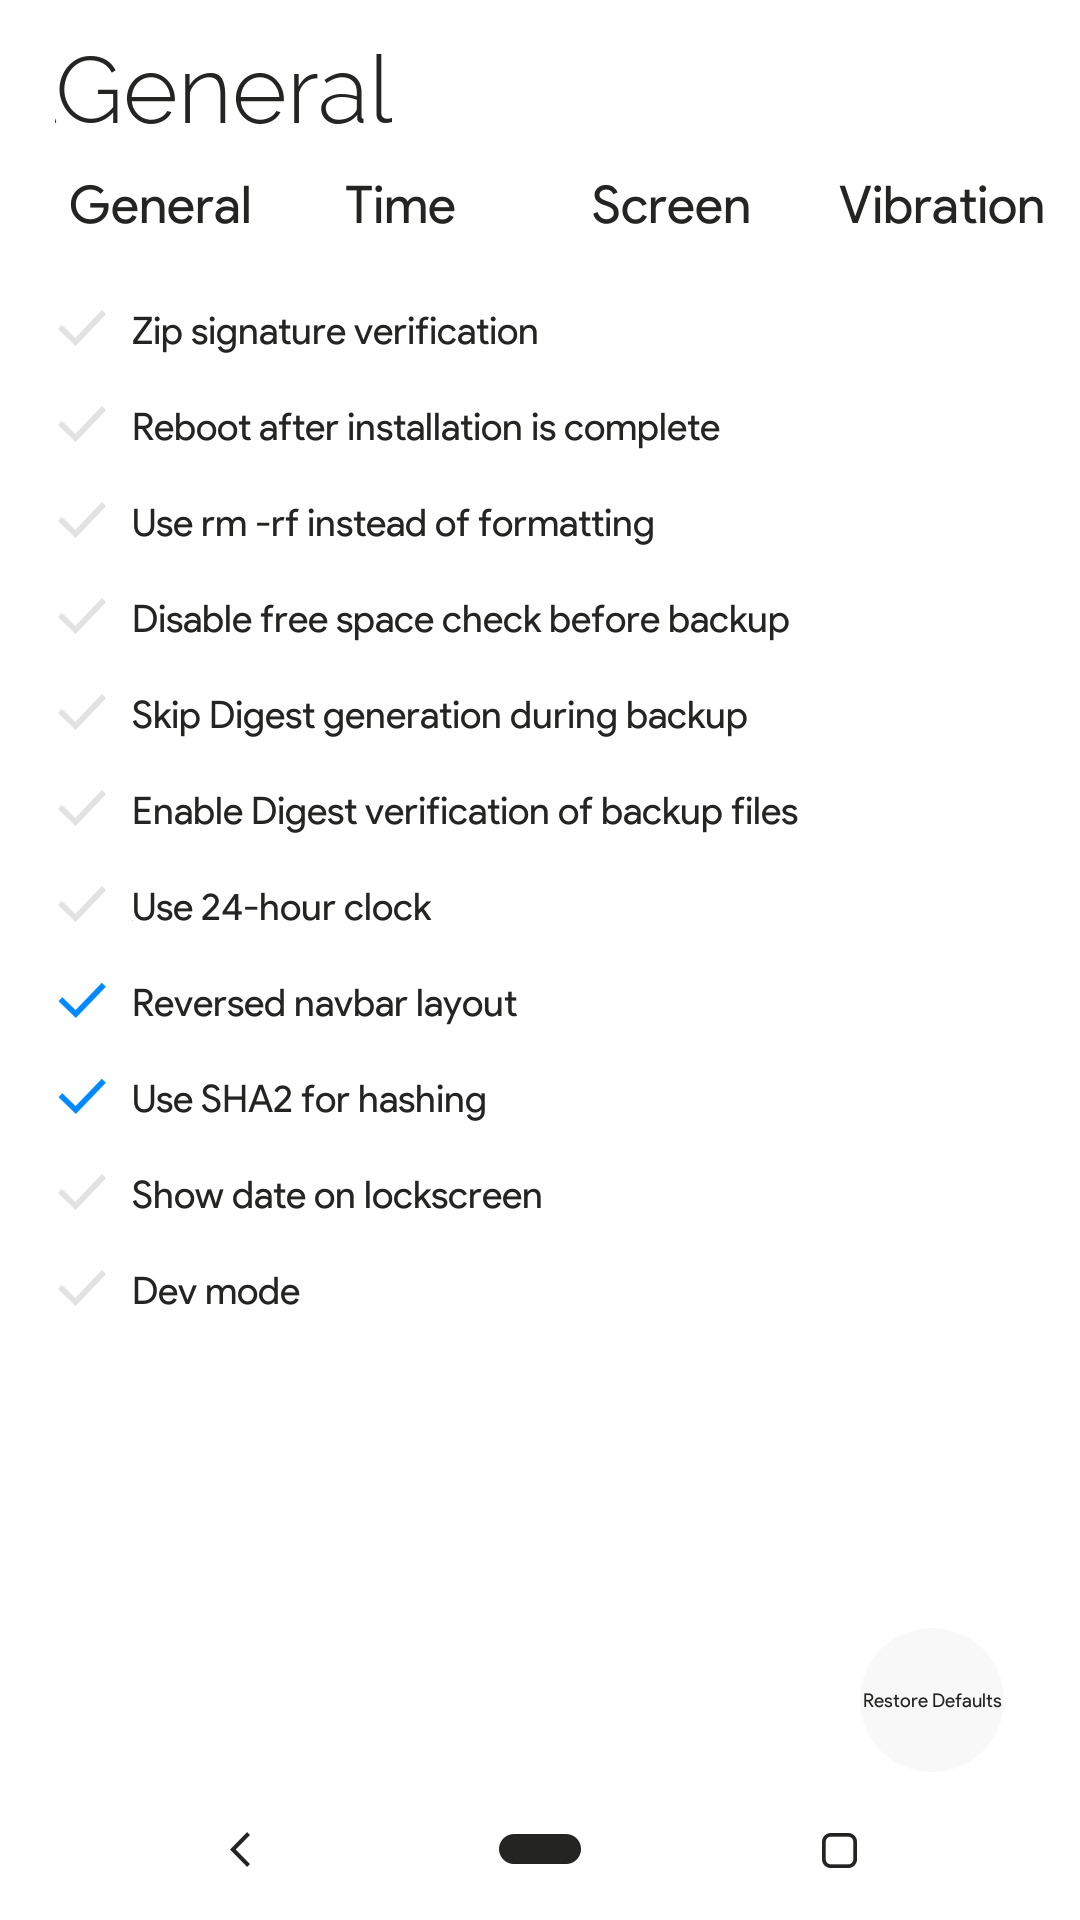 General
General Time Screen Vibration
Zip signature verification
Reboot after installation is complete
Use rm -rf instead of formatting
Disable free space check before backup
Skip Digest generation during backup
Enable Digest verification of backup files
Use 24-hour clock
Reversed navbar layout
Use SHA2 for hashing
Show date on lockscreen
Dev mode
Restore Defaults